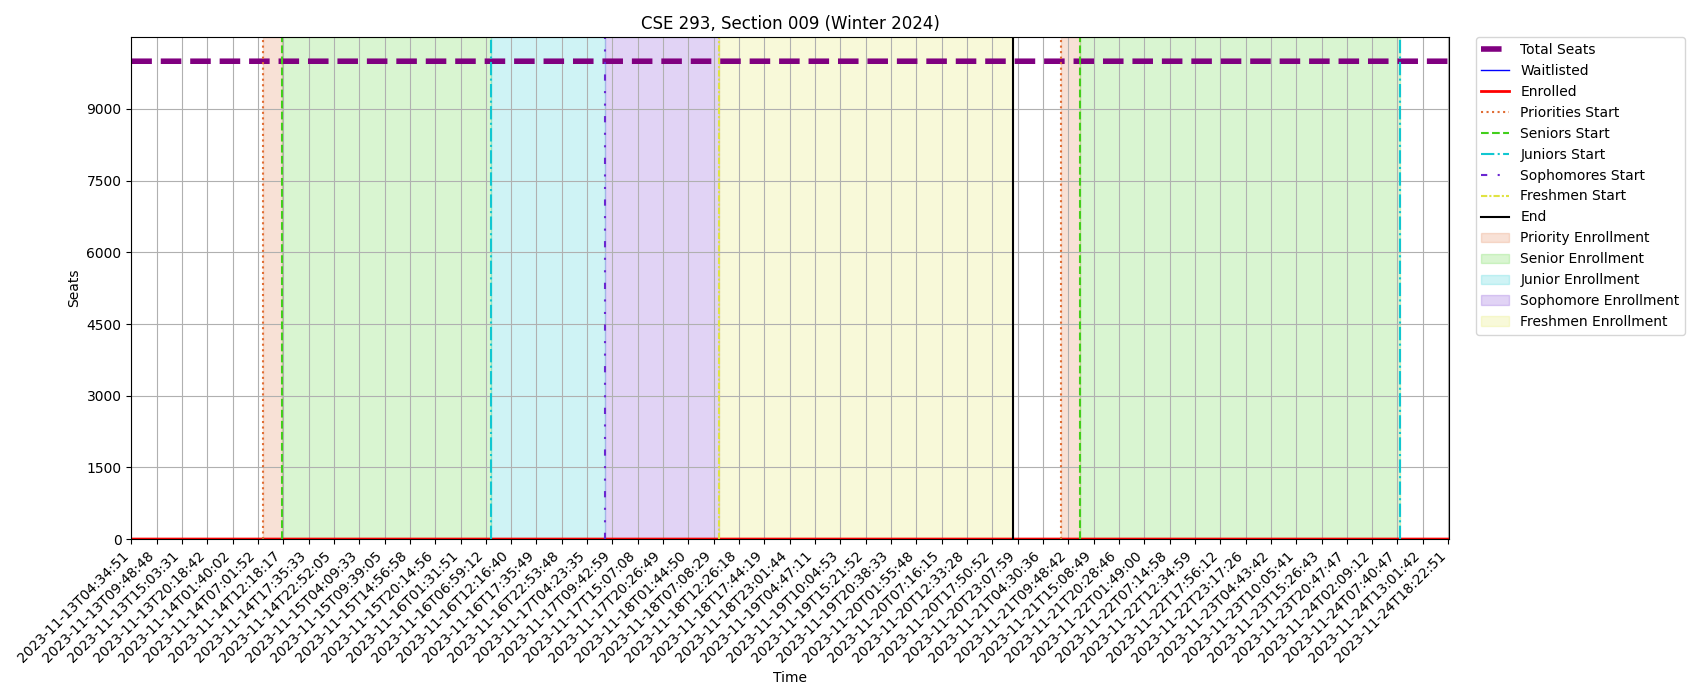 CSE 293, Section 009 (Winter 2024)
Seats
9000
7500
6000
4500
3000
1500
0
2023-11-13T04:34:51
2023-11-13T09:48:48
2023-11-13T15:03:31
2023-11-13T20:18:42
2023-11-14T01:40:02
2023-11-14T07:01:52
2023-11-14T12:18:17
2023-11-14T17:35:33
2023-11-14T22:52:05
2023-11-15T04:09:33
2023-11-15T09:39:05
2023-11-15T14:56:58
2023-11-15T20:14:56
2023-11-16T01:31:51
2023-11-16T06:59:12
2023-11-16T12:16:40
2023-11-16T17:35:49
2023-11-16T22:53:48
2023-11-17T04:23:35
2023-11-17T09:42:59
2023-11-17T15:07:08
2023-11-17T20:26:49
2023-11-18T01:44:50
2023-11-18T07:08:29
2023-11-18T12:26:18
2023-11-18T17:44:19
2023-11-18T23:01:44
2023-11-19T04:47:11
2023-11-19T10:04:53
2023-11-19T15:21:52
2023-11-19T20:38:33
2023-11-20T01:55:48
2023-11-20T07:16:15
2023-11-20T12:33:28
2023-11-20T17:50:52
2023-11-20T23:07:59
2023-11-21T04:30:36
2023-11-21T09:48:42
2023-11-21T15:08:49
2023-11-21T20:28:46
2023-11-22T01:49:00
2023-11-22T07:14:58
2023-11-22T12:34:59
2023-11-22T17:56:12
2023-11-22T23:17:26
2023-11-23T04:43:42
2023-11-23T10:05:41
2023-11-23T15:26:43
2023-11-23T20:47:47
2023-11-24T02:09:12
2023-11-24T07:40:47
2023-11-24T13:01:42
2023-11-24T18:22:51
Time
Total Seats
Waitlisted
Enrolled
Priorities Start
Seniors Start
Juniors Start
Sophomores Start
Freshmen Start
End
Priority Enrollment
Senior Enrollment
Junior Enrollment
Sophomore Enrollment
Freshmen Enrollment